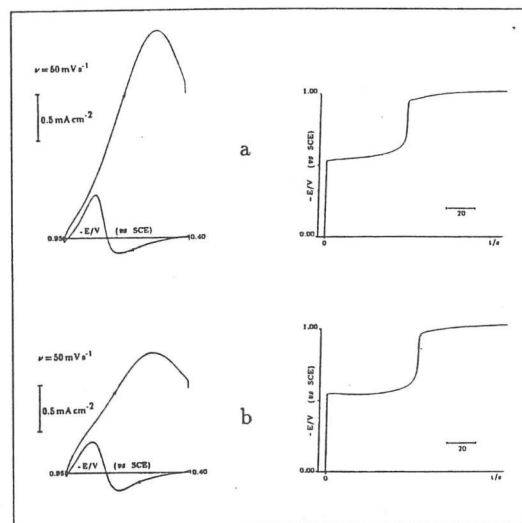 ν = 50 mV s⁻¹
0.5 mA cm⁻²
0.95
- E/V (vs SCE)
0.40
a
1.00
- E/V (vs SCE)
0.00
0
20
t/s
ν = 50 mV s⁻¹
0.5 mA cm⁻²
0.95
- E/V (vs SCE)
0.40
b
1.00
- E/V (vs SCE)
0.00
0
20
t/s